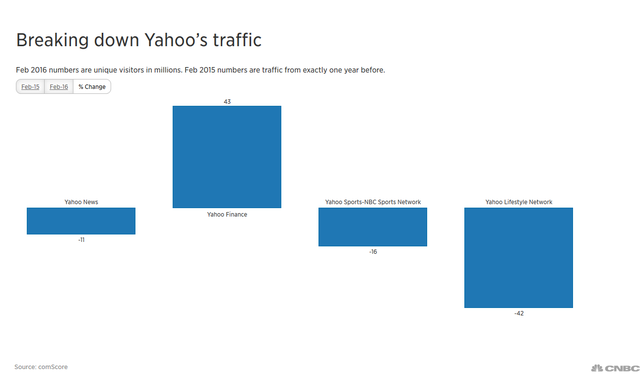 Breaking down Yahoo’s traffic
Feb 2016 numbers are unique visitors in millions. Feb 2015 numbers are traffic from exactly one year before.
Feb-15 Feb-16 % Change
43
Yahoo News
Yahoo Sports-NBC Sports Network
Yahoo Lifestyle Network
Yahoo Finance
-11
-16
-42
Source: comScore
CNBC